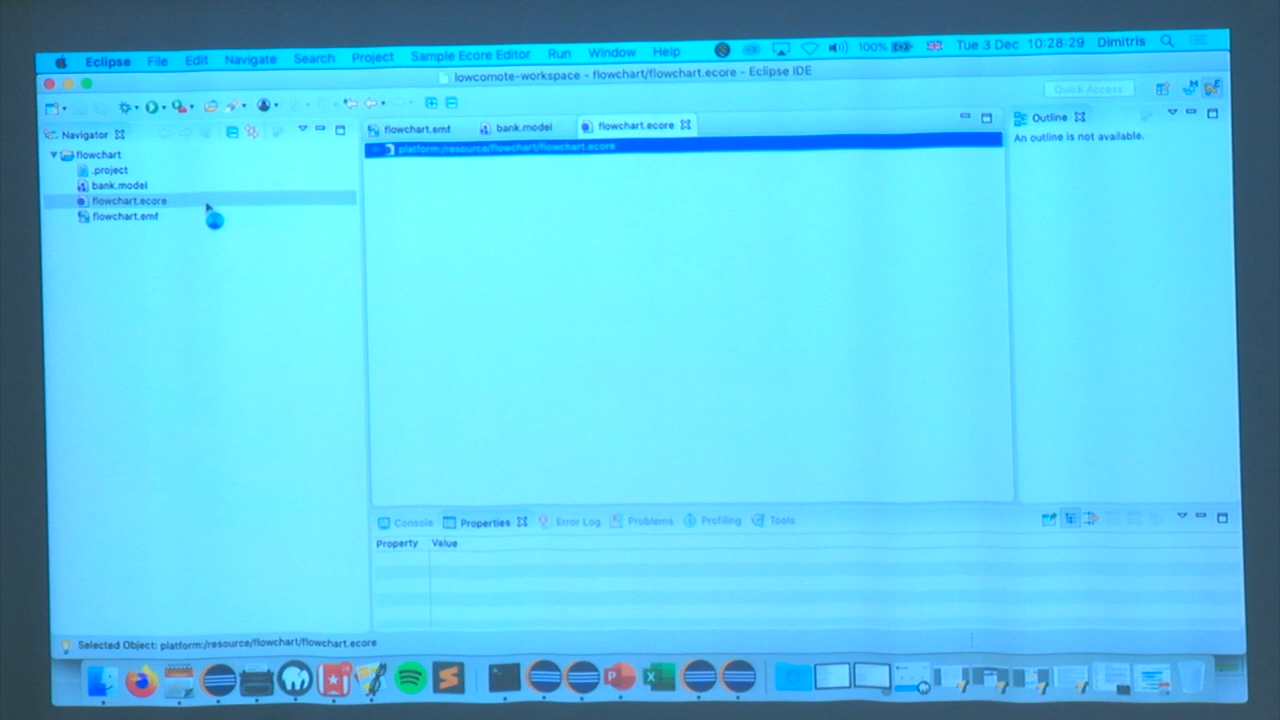 Eclipse File Edit Navigate Search Project Sample Ecore Editor Run Window Help 100% Tue 3 Dec 10:28:29 Dimitris
lowcomote-workspace - flowchart/flowchart.ecore - Eclipse IDE
Quick Access
Navigator
flowchart
.project
bank.model
flowchart.ecore
flowchart.emf
flowchart.emf bank.model flowchart.ecore
platform:/resource/flowchart/flowchart.ecore
Outline
An outline is not available.
Console Properties Error Log Problems Profiling Tools
Property Value
Selected Object: platform:/resource/flowchart/flowchart.ecore